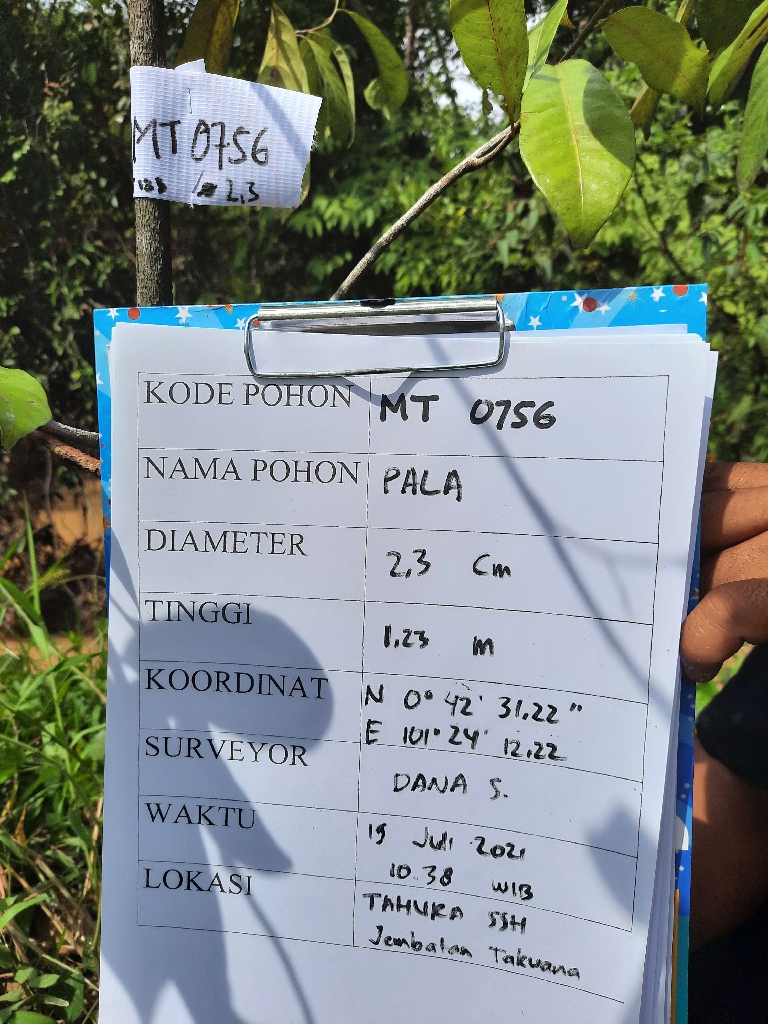 MT 0756
2,3
KODE POHON MT 0756
NAMA POHON PALA
DIAMETER 2,3 Cm
TINGGI 1.23 m
KOORDINAT N 0° 42' 31.22"
E 101° 24' 12.22
SURVEYOR DANA S.
WAKTU 15 Juli 2021
10.38 WIB
LOKASI TAHURA SSH
Jembatan Takuana